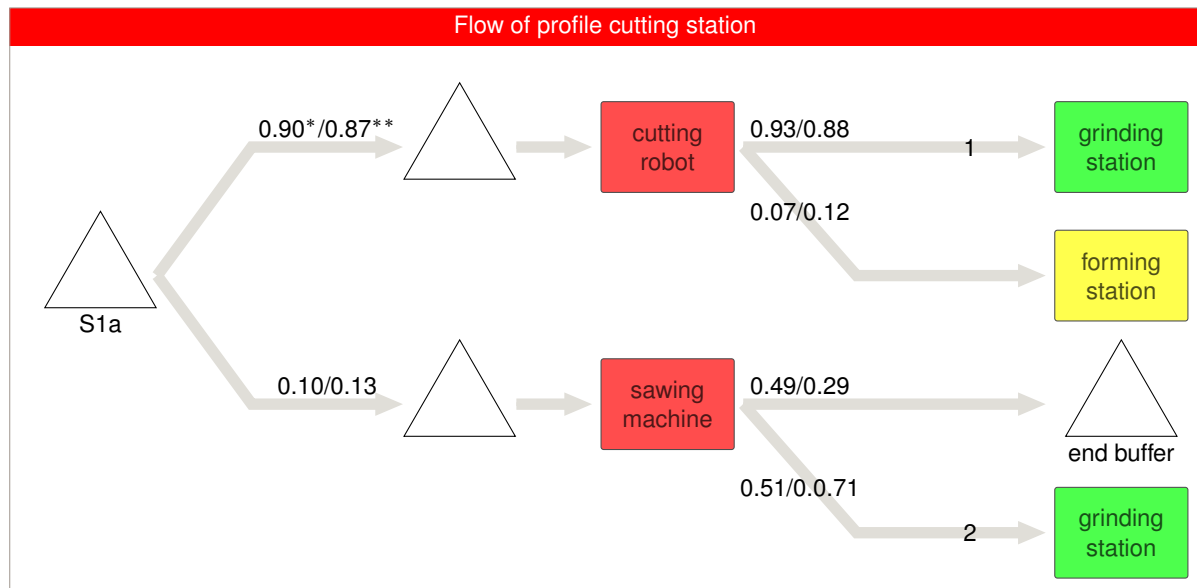 Flow of profile cutting station
0.90*/0.87**
cutting
robot
0.93/0.88
1
grinding
station
0.07/0.12
forming
station
S1a
0.10/0.13
sawing
machine
0.49/0.29
end buffer
0.51/0.0.71
2
grinding
station